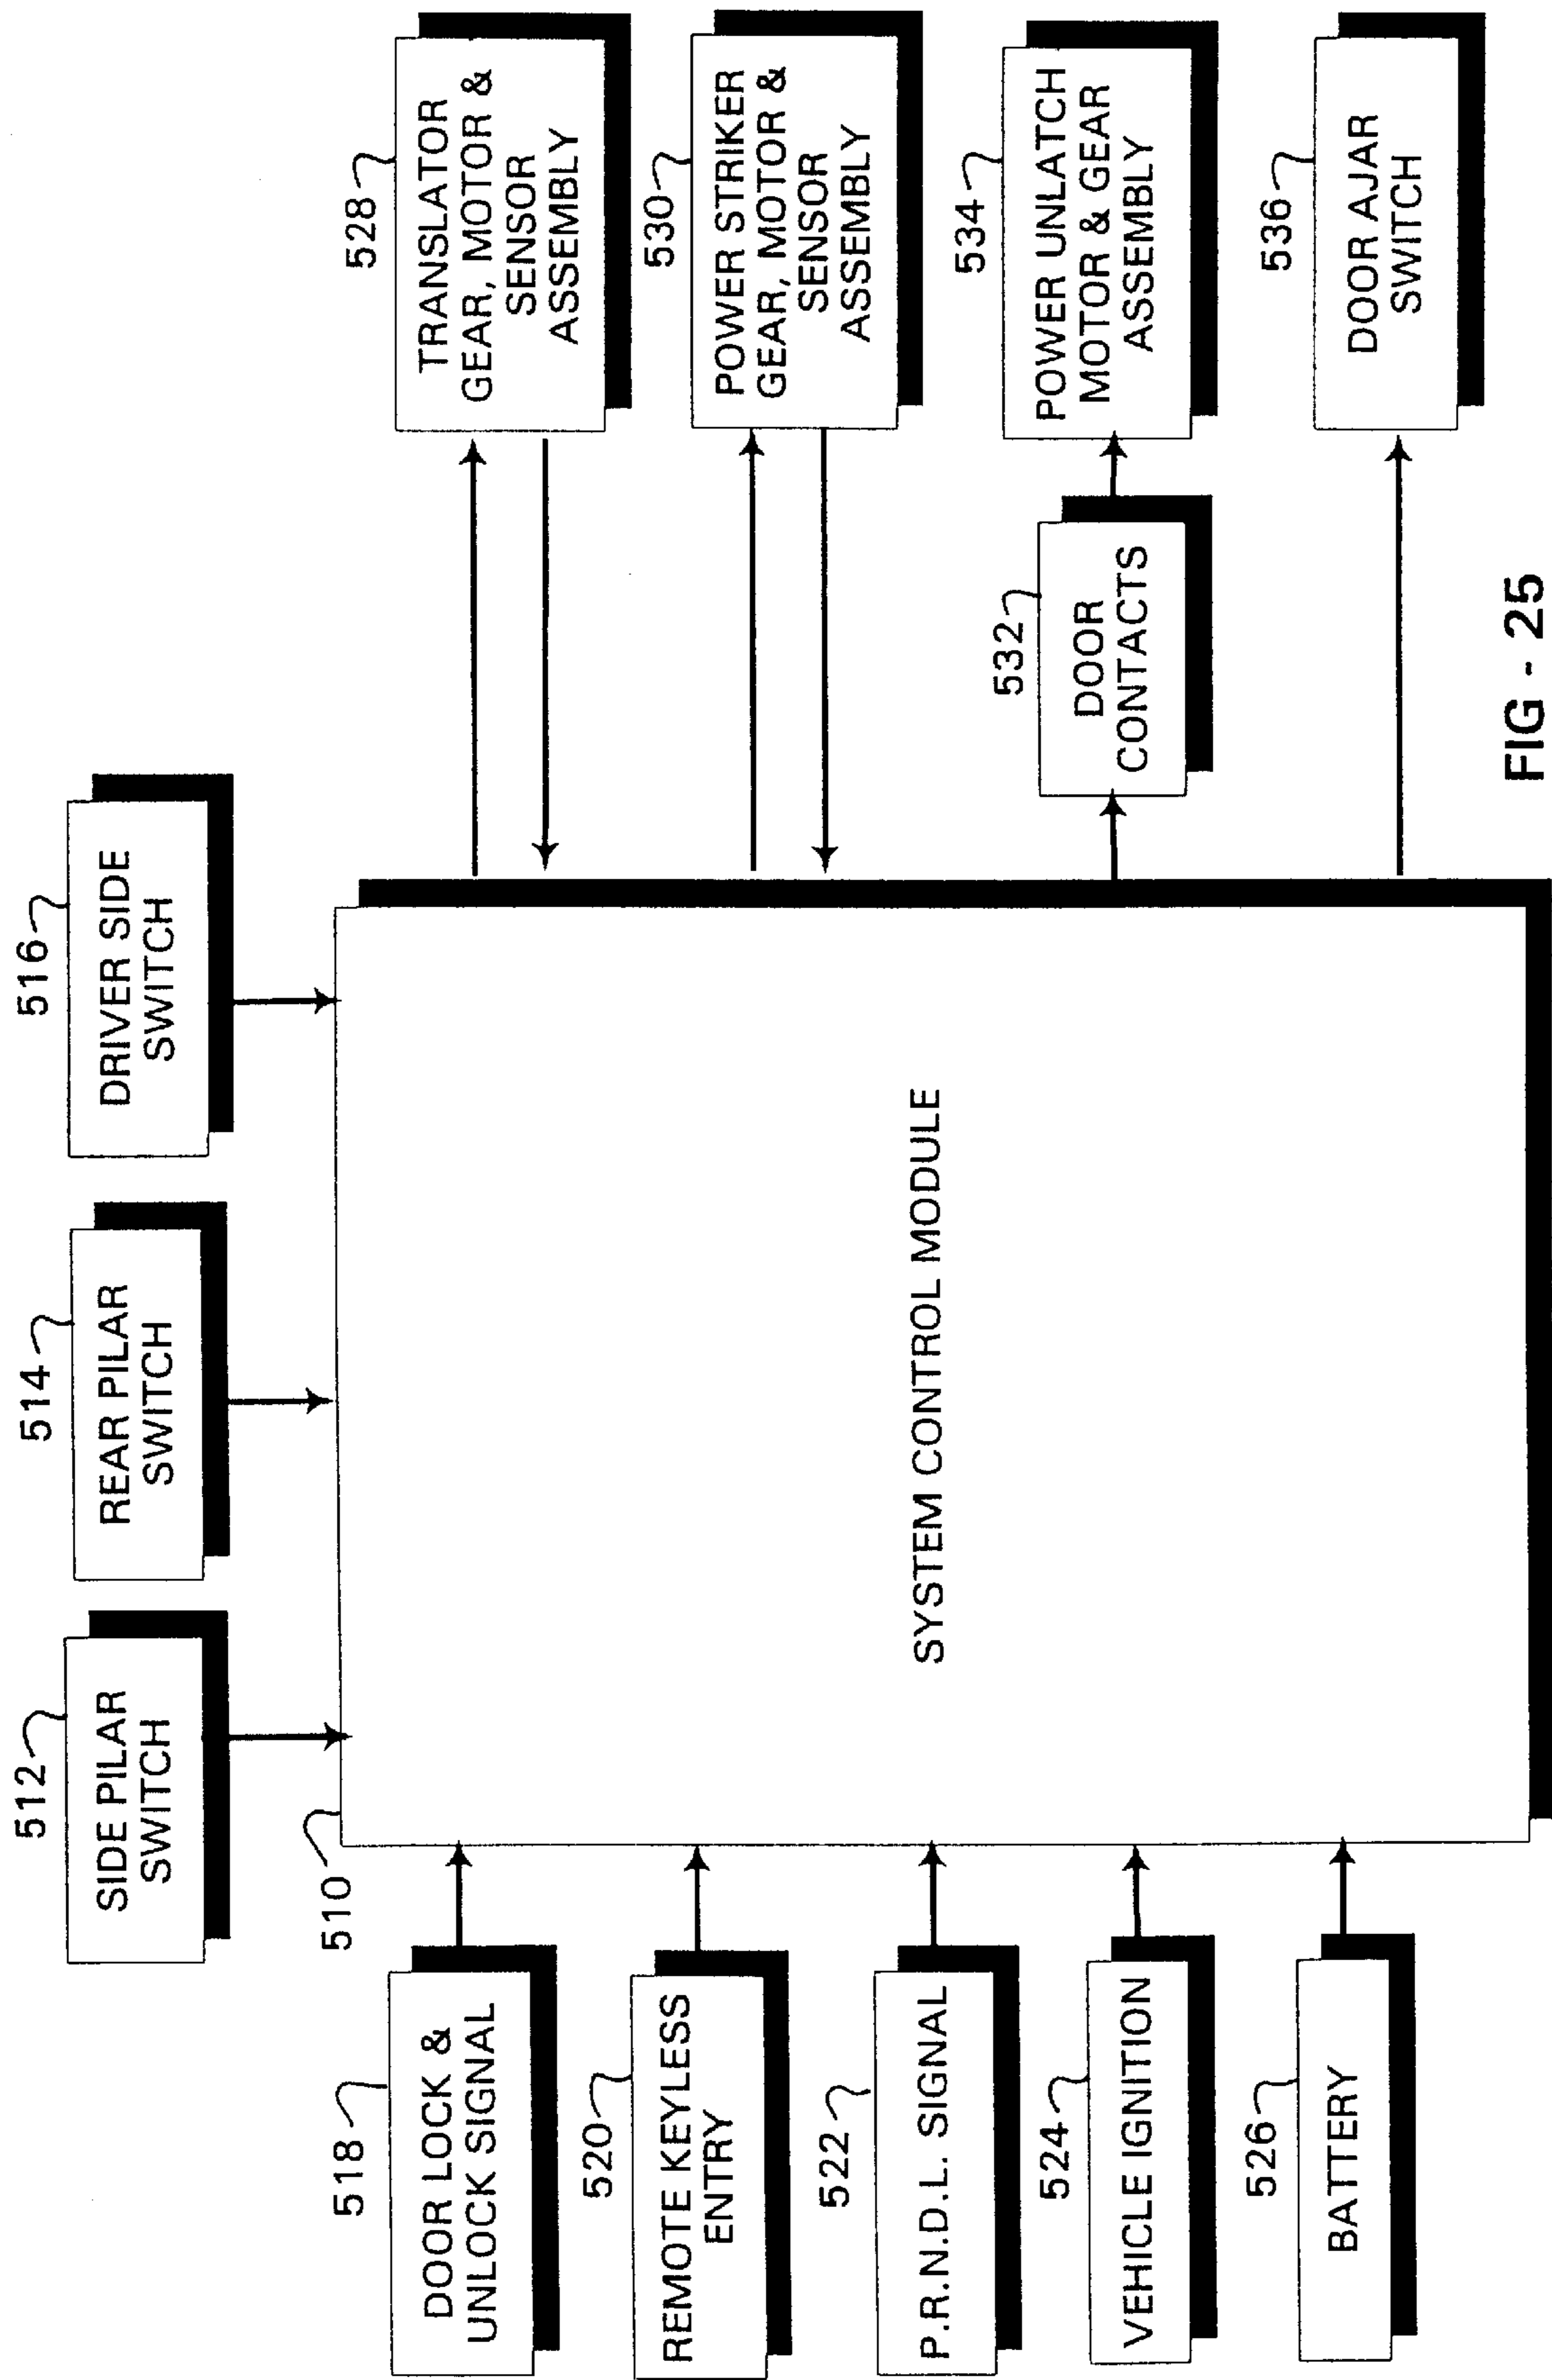 512
SIDE PILAR
SWITCH
514
REAR PILAR
SWITCH
516
DRIVER SIDE
SWITCH
510
SYSTEM CONTROL MODULE
518
DOOR LOCK &
UNLOCK SIGNAL
520
REMOTE KEYLESS
ENTRY
522
P.R.N.D.L. SIGNAL
524
VEHICLE IGNITION
526
BATTERY
528
TRANSLATOR
GEAR, MOTOR &
SENSOR
ASSEMBLY
530
POWER STRIKER
GEAR, MOTOR &
SENSOR
ASSEMBLY
532
DOOR
CONTACTS
534
POWER UNLATCH
MOTOR & GEAR
ASSEMBLY
536
DOOR AJAR
SWITCH
FIG - 25